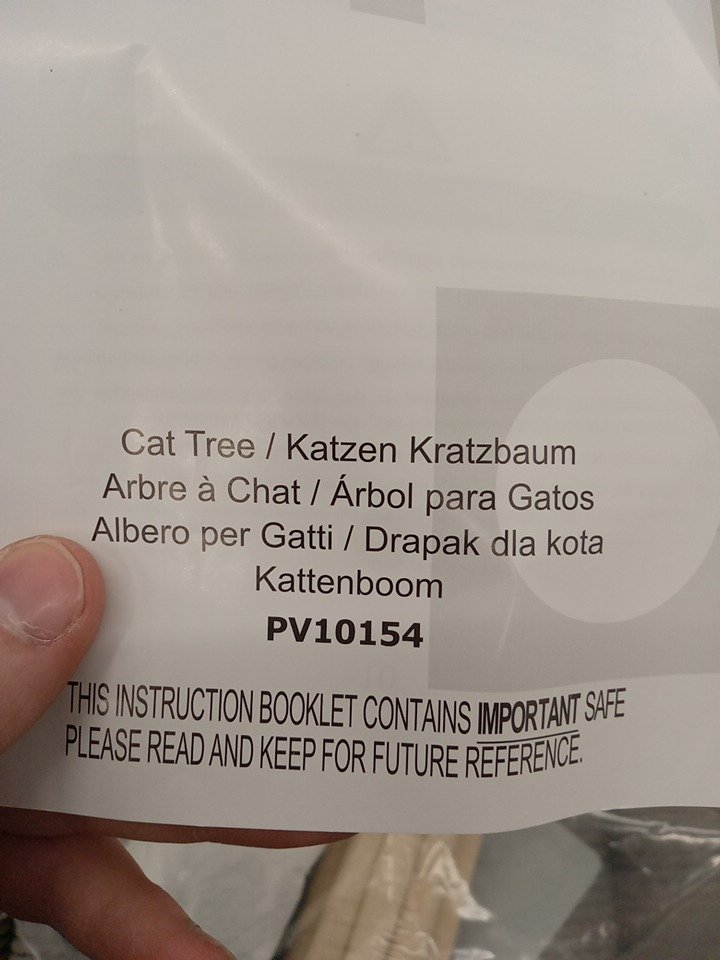 Cat Tree / Katzen Kratzbaum
Arbre à Chat / Árbol para Gatos
Albero per Gatti / Drapak dla kota
Kattenboom
PV10154
THIS INSTRUCTION BOOKLET CONTAINS IMPORTANT SAFE
PLEASE READ AND KEEP FOR FUTURE REFERENCE.